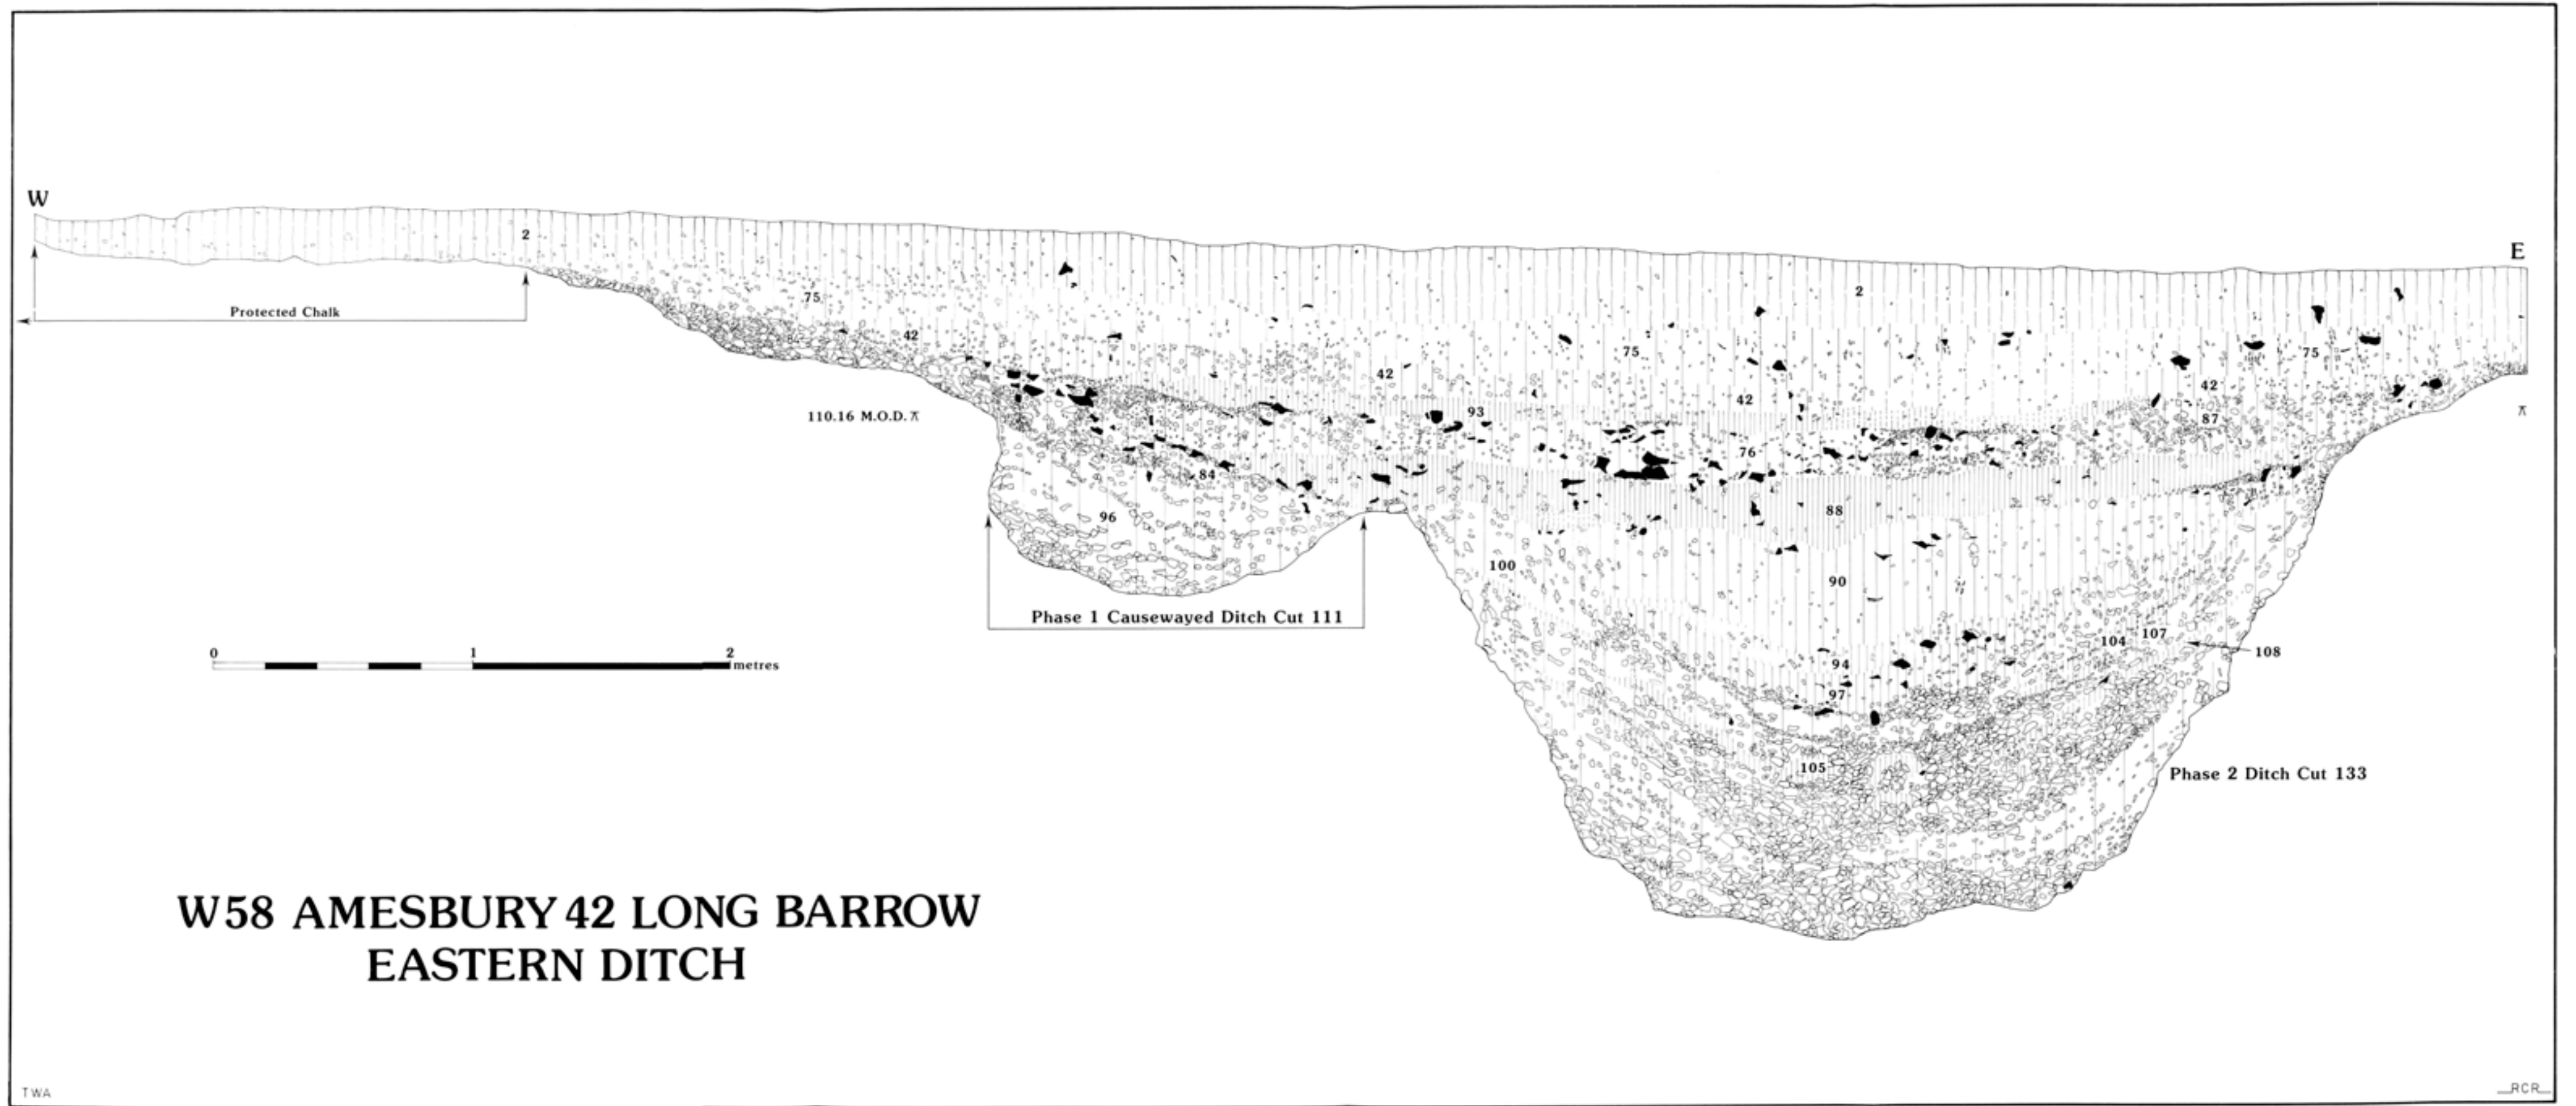 W
E
2
2
Protected Chalk
75
84
42
110.16 M.O.D.
42
93
75
42
75
42
87
76
84
96
88
100
90
Phase 1 Causewayed Ditch Cut 111
104
107
108
94
97
105
Phase 2 Ditch Cut 133
0 1 2 metres
W58 AMESBURY 42 LONG BARROW
EASTERN DITCH
TWA
RCR